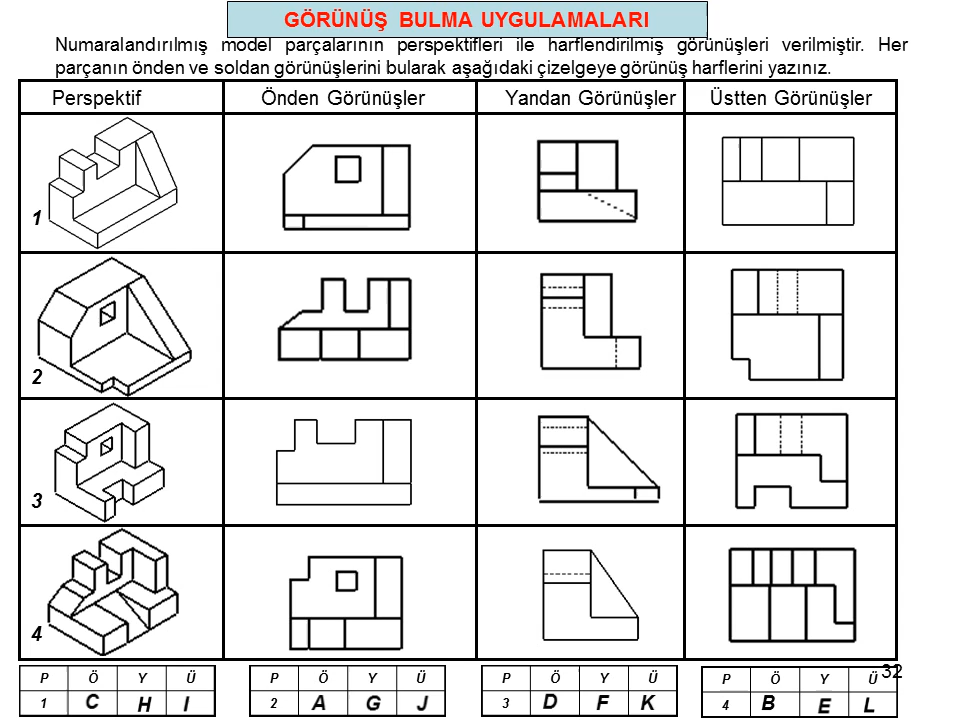 GÖRÜNÜŞ BULMA UYGULAMALARI
Numaralandırılmış model parçalarının perspektifleri ile harflendirilmiş görünüşleri verilmiştir. Her
parçanın önden ve soldan görünüşlerini bularak aşağıdaki çizelgeye görünüş harflerini yazınız.
Perspektif Önden Görünüşler Yandan Görünüşler Üstten Görünüşler
1
2
3
4
32
P Ö Y Ü
1 C H I
P Ö Y Ü
2 A G J
P Ö Y Ü
3 D F K
P Ö Y Ü
4 B E L